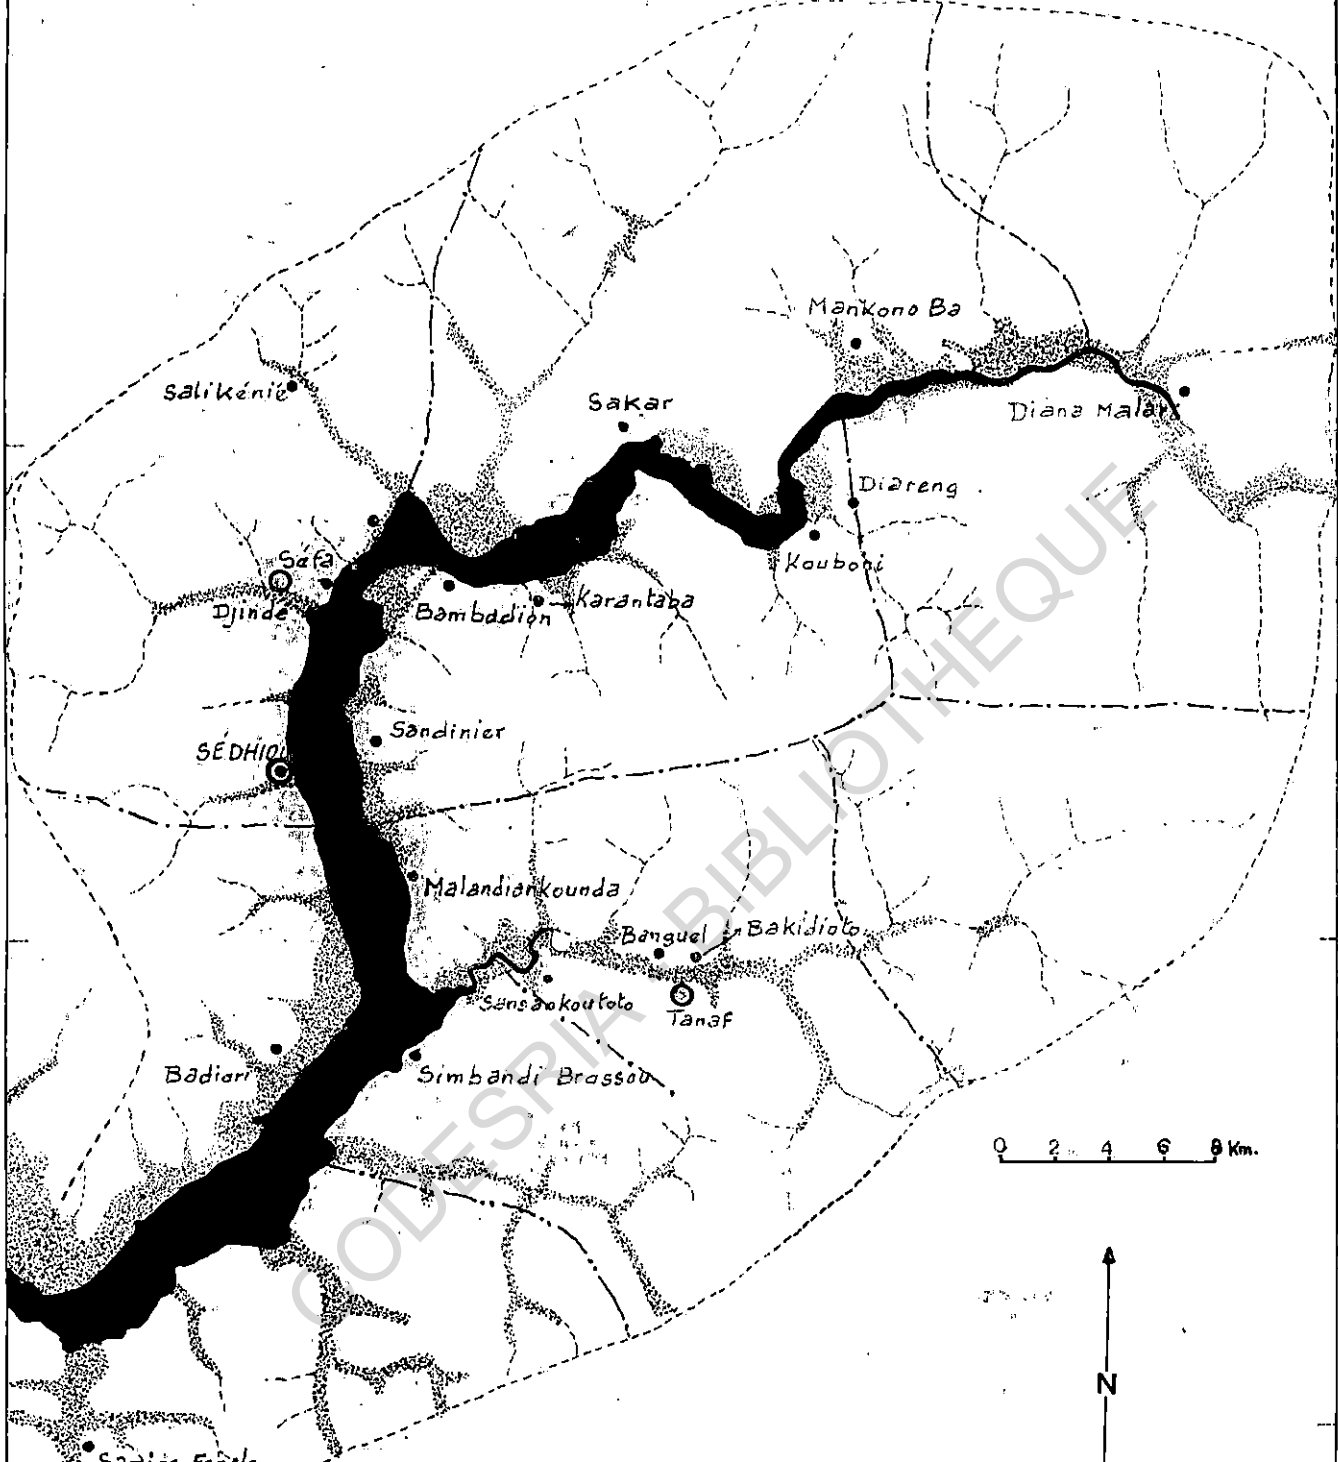 Mankono Ba
Salikénié
Sakar
Diana Malari
Diareng
Séfa
Kouboni
Djindé
Bambadion
Karantaba
SÉDHIOU
Sandinier
Malandiankounda
Banguel
Bakidioto
Sansankoutoto
Tanaf
Badiari
Simbandi Brassou
0 2 4 6 8 Km.
N
CODESRIA - BIBLIOTHEQUE